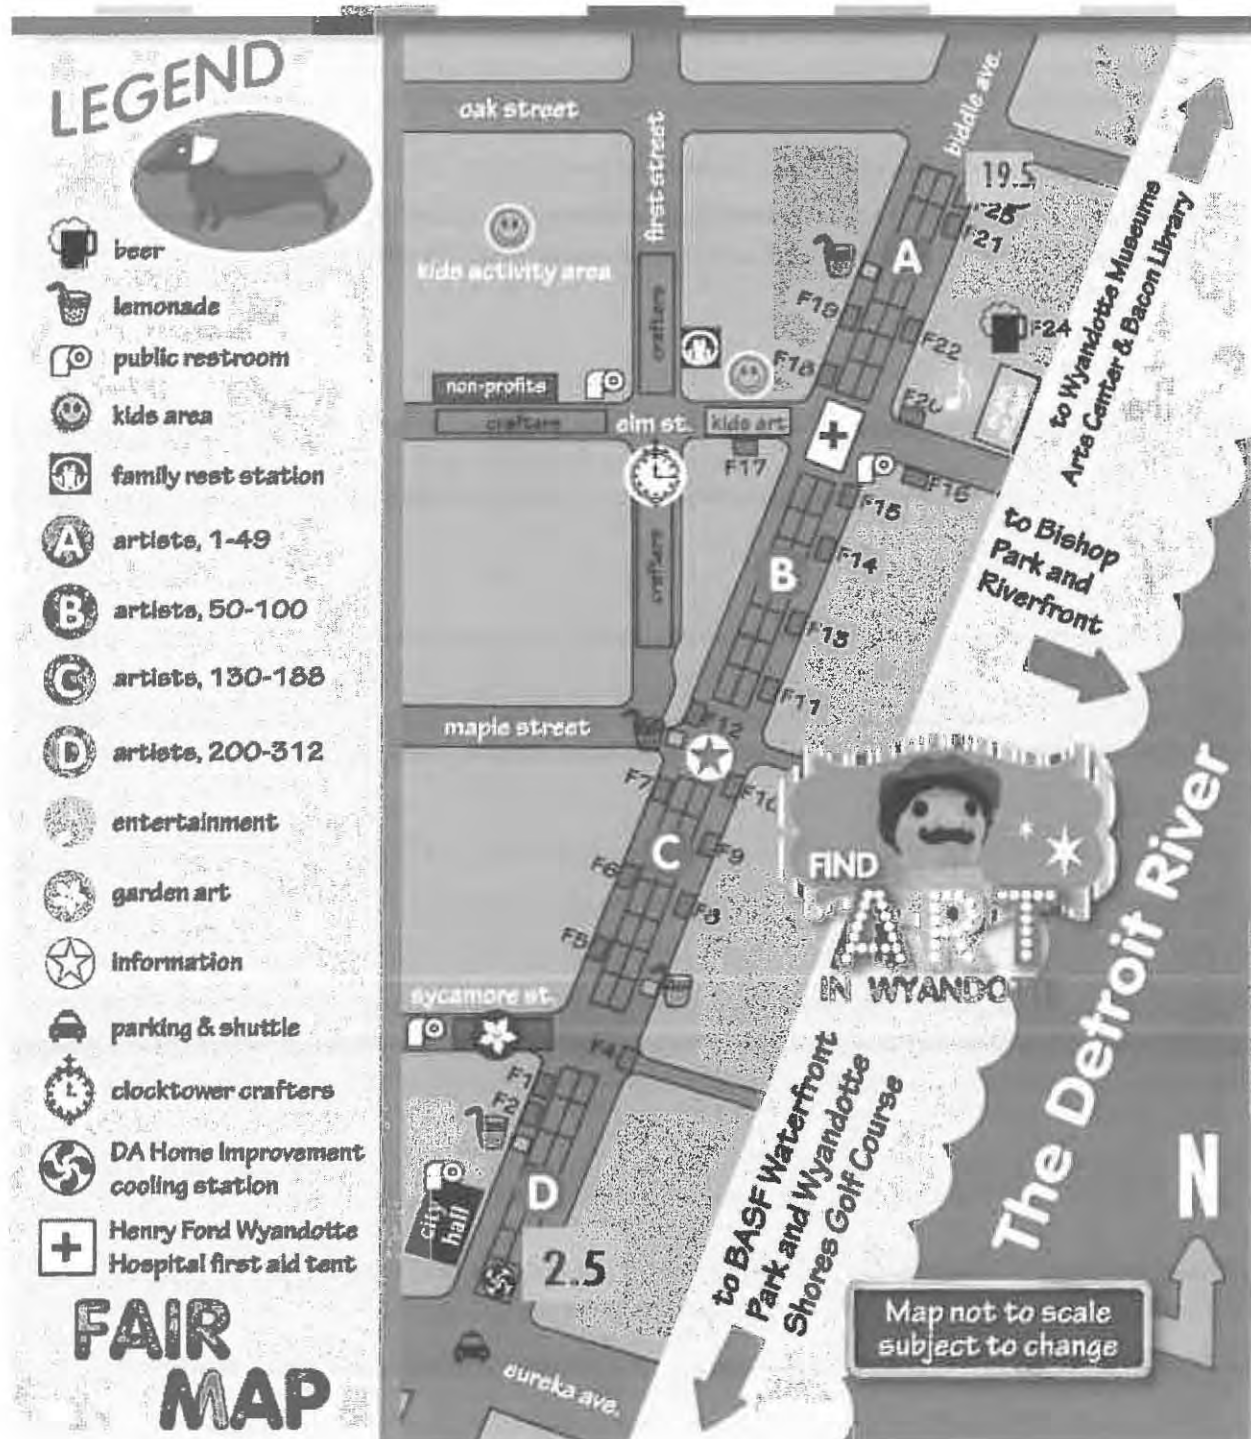 LEGEND
beer
lemonade
public restroom
kids area
family rest station
A artists, 1-49
B artists, 50-100
C artists, 130-188
D artists, 200-312
entertainment
garden art
information
parking & shuttle
clocktower crafters
DA Home Improvement
cooling station
Henry Ford Wyandotte
Hospital first aid tent
FAIR
MAP
oak street
first street
biddle ave.
19.5
F25
F21
A
kids activity area
crafters
F19
F18
F22
F24
F20
non-profits
crafters
elm st.
kids art
F17
F16
F15
crafters
B
F14
F13
F11
F12
maple street
F7
F10
C
F9
F6
F8
F5
sycamore st.
F4
F1
F2
D
city
hall
2.5
eureka ave.
to Wyandotte Museums
Arts Center & Bacon Library
to Bishop
Park and
Riverfront
FIND
ART
IN WYANDO
The Detroit River
to BASF Waterfront
Park and Wyandotte
Shores Golf Course
N
Map not to scale
subject to change